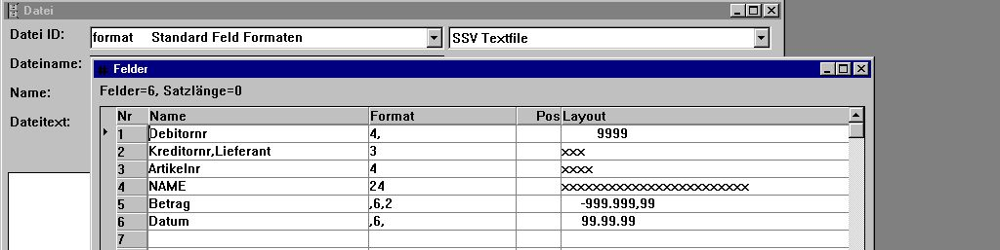 Datei
Datei ID: format Standard Feld Formaten SSV Textfile
Dateiname:
Felder
Name:
Felder=6, Satzlänge=0
Dateitext:
Nr Name Format Pos Layout
1 Debitornr 4, 9999
2 Kreditornr,Lieferant 3 xxx
3 Artikelnr 4 xxxx
4 NAME 24 xxxxxxxxxxxxxxxxxxxxxxxx
5 Betrag ,6,2 -999.999,99
6 Datum ,6, 99.99.99
7